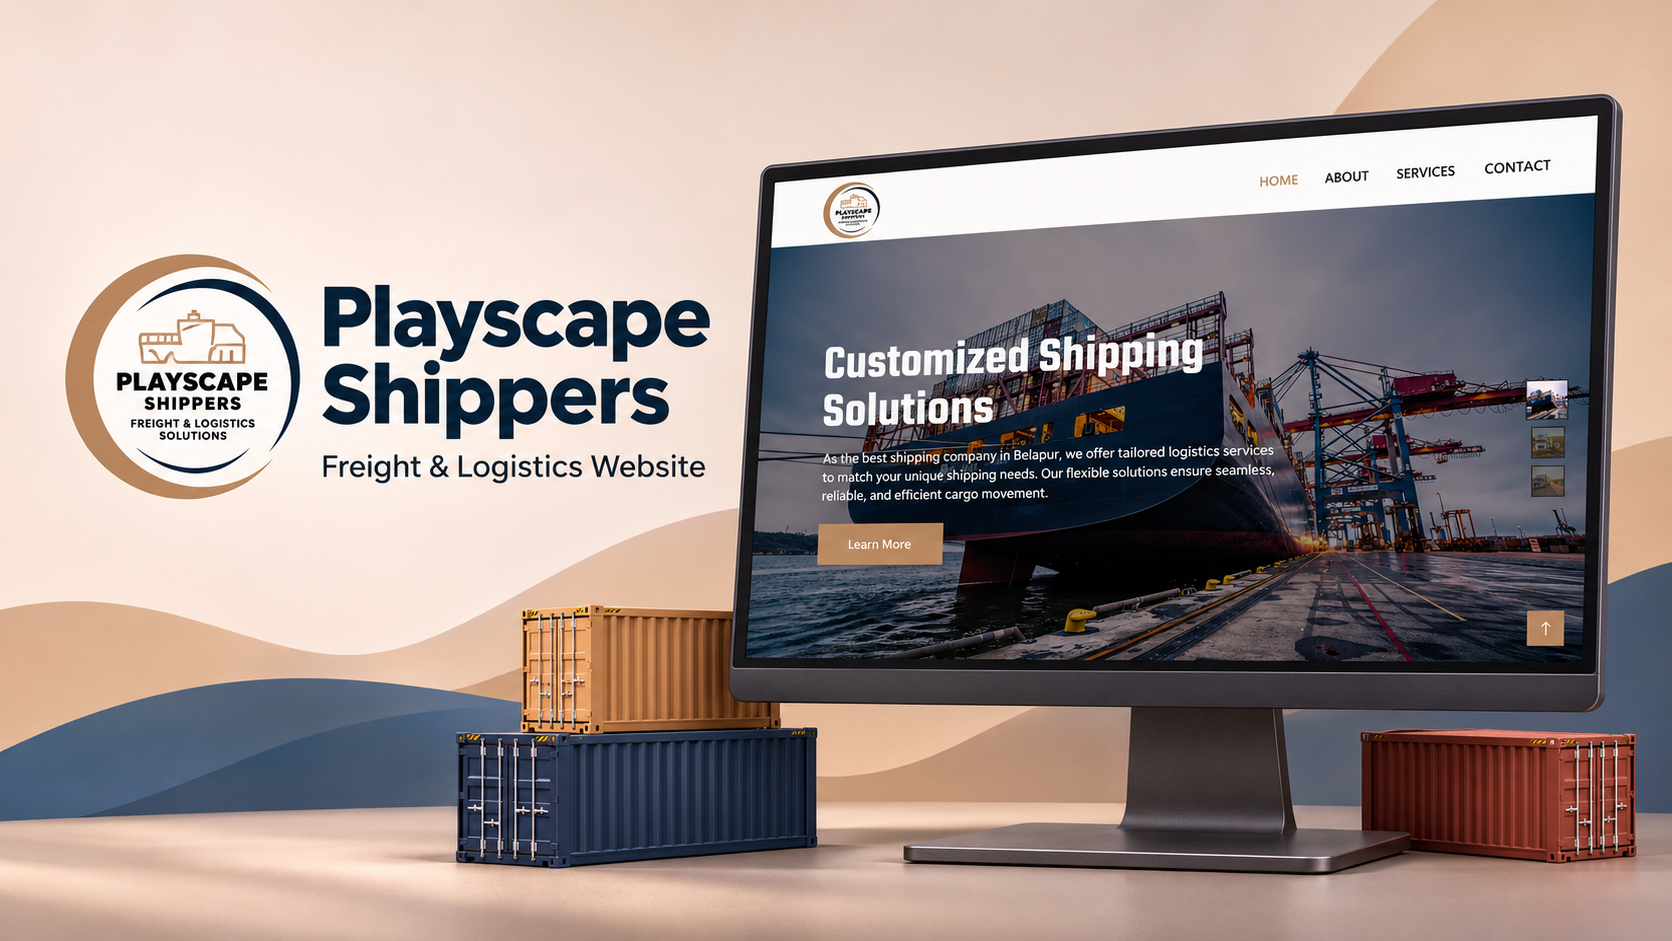 PLAYSCAPE
SHIPPERS
FREIGHT & LOGISTICS
SOLUTIONS
Playscape
Shippers
Freight & Logistics Website
PLAYSCAPE
HOME
ABOUT
SERVICES
CONTACT
Customized Shipping
Solutions
As the best shipping company in Belapur, we offer tailored logistics services
to match your unique shipping needs. Our flexible solutions ensure seamless,
reliable, and efficient cargo movement.
Learn More